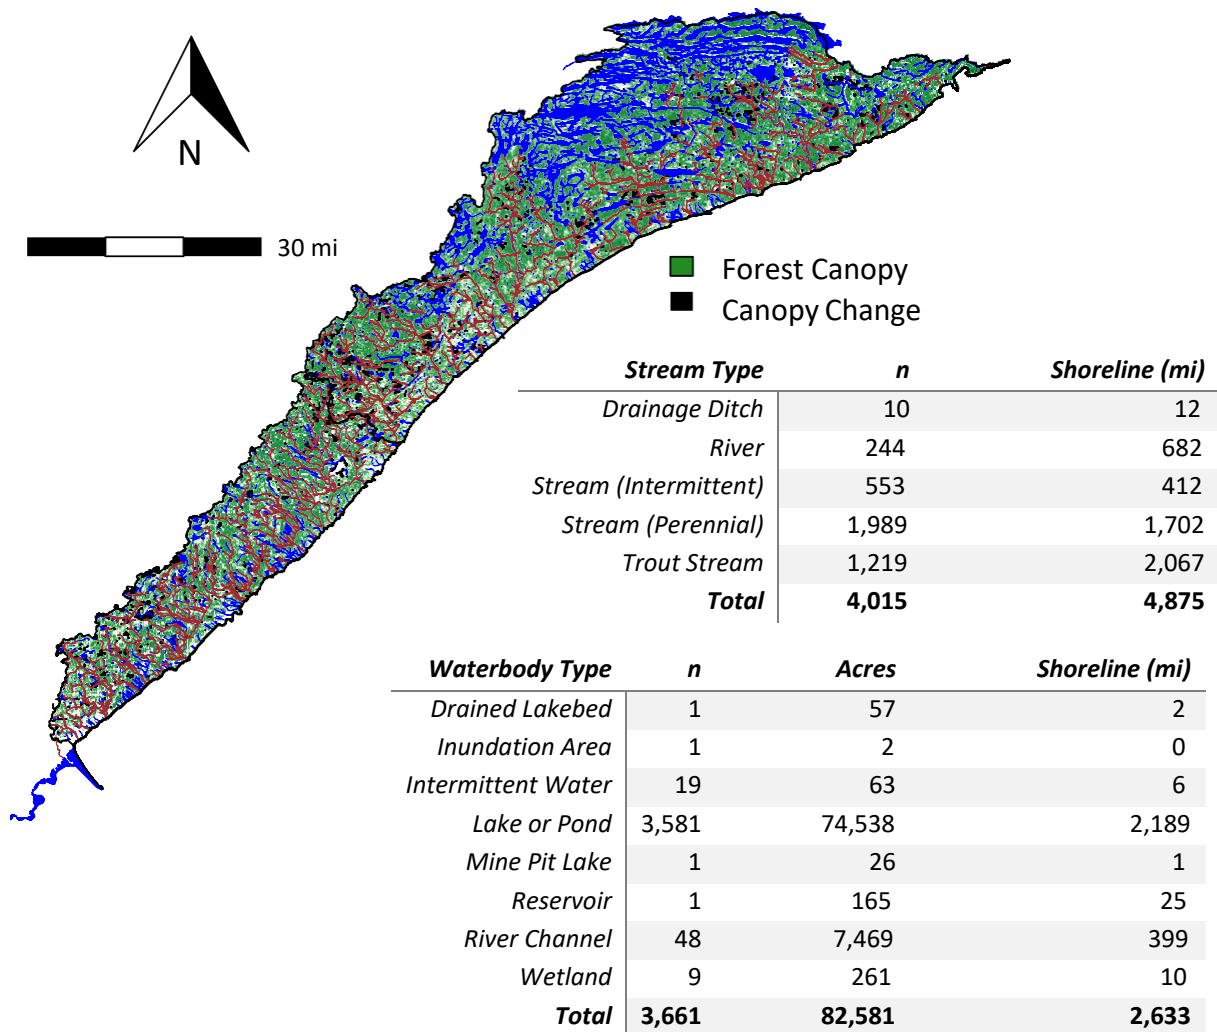 N
30 mi
Forest Canopy
Canopy Change
Stream Type n Shoreline (mi)
Drainage Ditch 10 12
River 244 682
Stream (Intermittent) 553 412
Stream (Perennial) 1,989 1,702
Trout Stream 1,219 2,067
Total 4,015 4,875
Waterbody Type n Acres Shoreline (mi)
Drained Lakebed 1 57 2
Inundation Area 1 2 0
Intermittent Water 19 63 6
Lake or Pond 3,581 74,538 2,189
Mine Pit Lake 1 26 1
Reservoir 1 165 25
River Channel 48 7,469 399
Wetland 9 261 10
Total 3,661 82,581 2,633